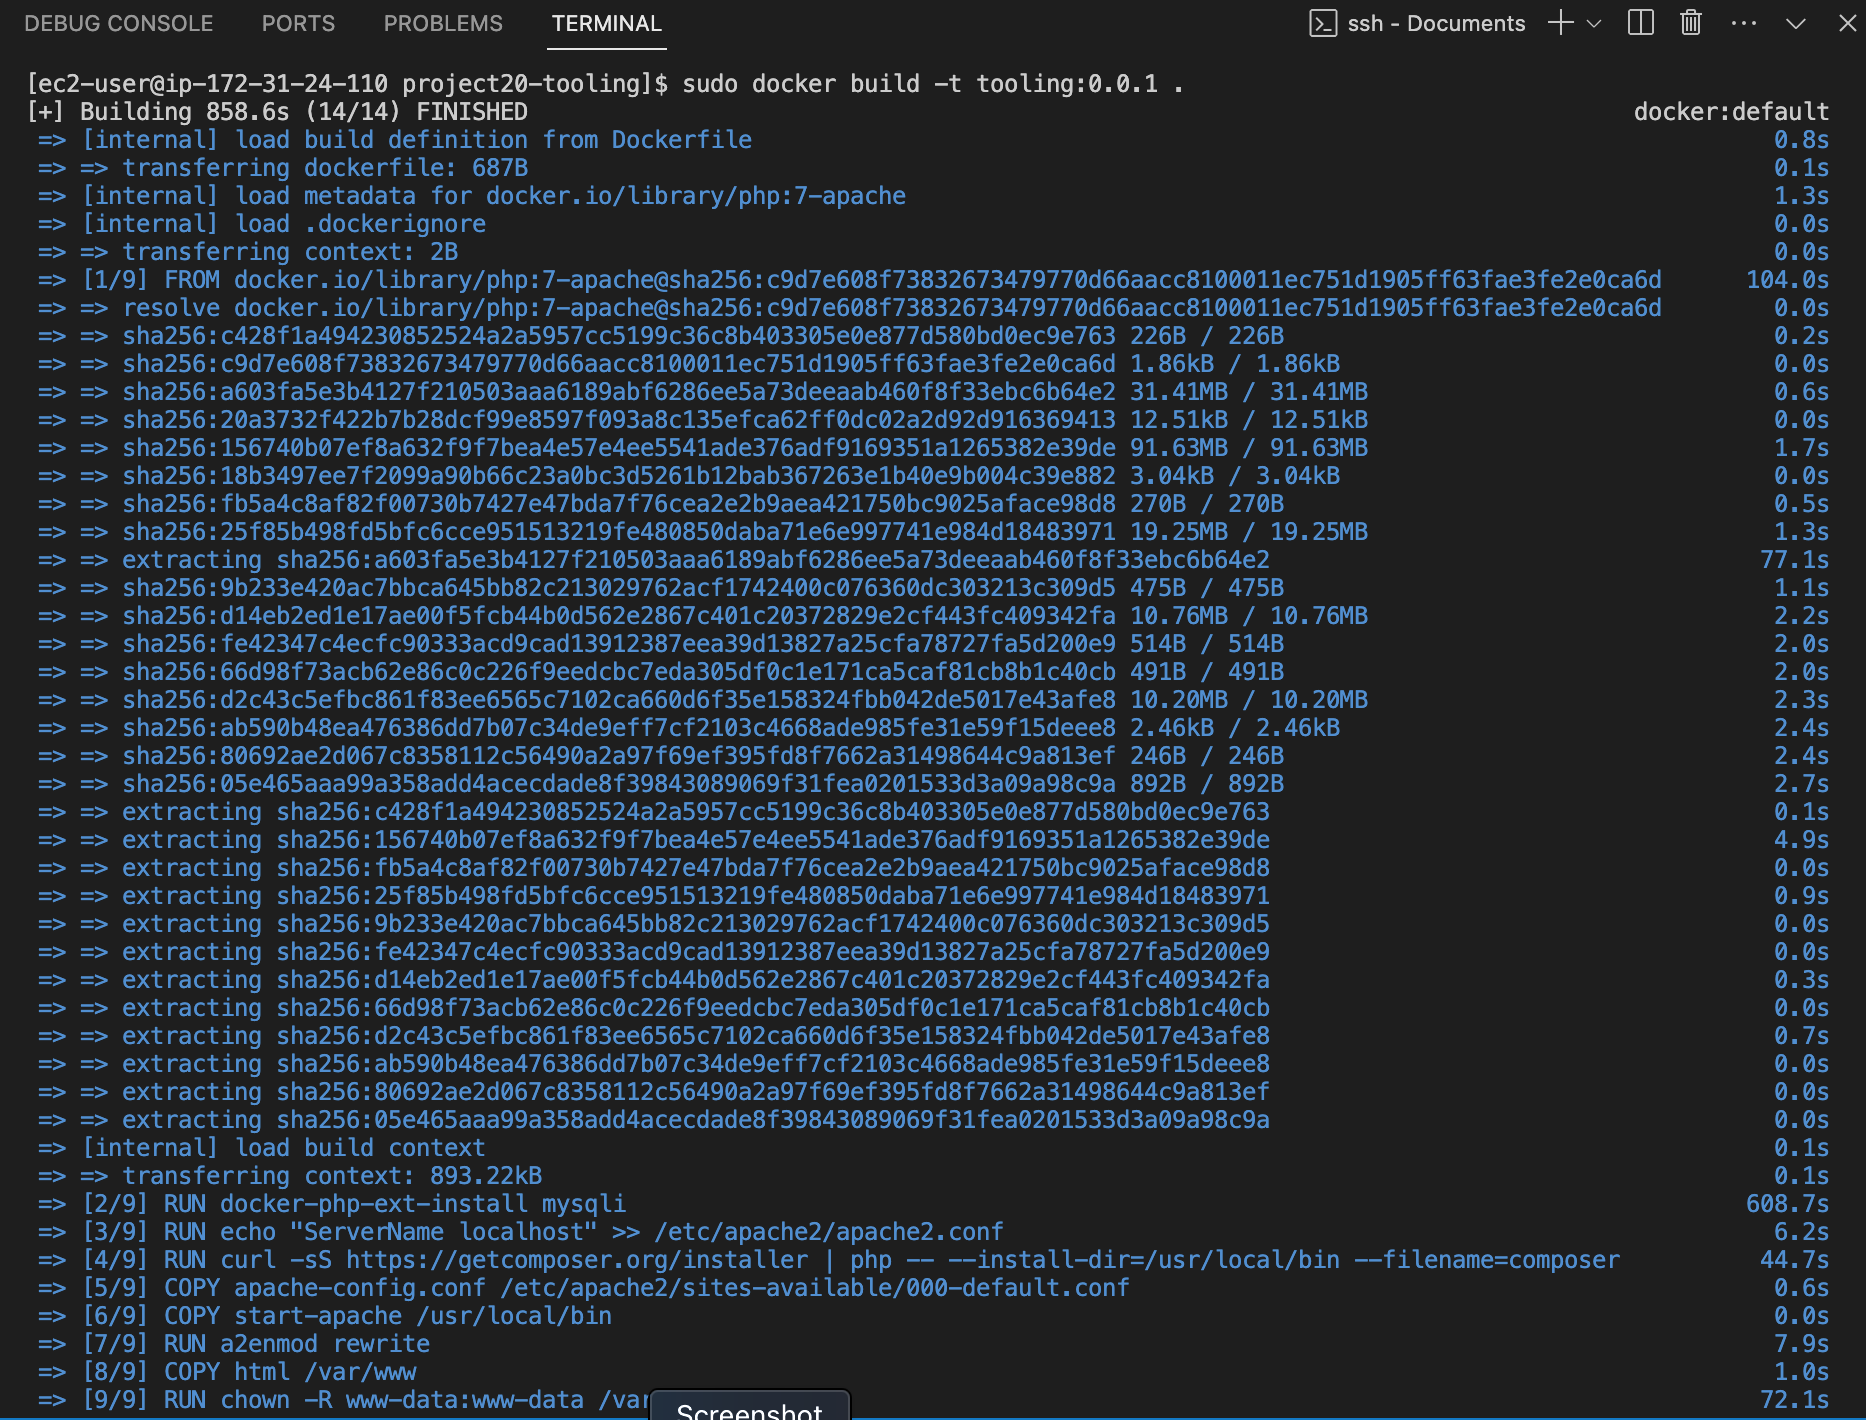 DEBUG CONSOLE PORTS PROBLEMS TERMINAL ssh - Documents
[ec2-user@ip-172-31-24-110 project20-tooling]$ sudo docker build -t tooling:0.0.1 .
[+] Building 858.6s (14/14) FINISHED docker:default
=> [internal] load build definition from Dockerfile 0.8s
=> => transferring dockerfile: 687B 0.1s
=> [internal] load metadata for docker.io/library/php:7-apache 1.3s
=> [internal] load .dockerignore 0.0s
=> => transferring context: 2B 0.0s
=> [1/9] FROM docker.io/library/php:7-apache@sha256:c9d7e608f73832673479770d66aacc8100011ec751d1905ff63fae3fe2e0ca6d 104.0s
=> => resolve docker.io/library/php:7-apache@sha256:c9d7e608f73832673479770d66aacc8100011ec751d1905ff63fae3fe2e0ca6d 0.0s
=> => sha256:c428f1a494230852524a2a5957cc5199c36c8b403305e0e877d580bd0ec9e763 226B / 226B 0.2s
=> => sha256:c9d7e608f73832673479770d66aacc8100011ec751d1905ff63fae3fe2e0ca6d 1.86kB / 1.86kB 0.0s
=> => sha256:a603fa5e3b4127f210503aaa6189abf6286ee5a73deeaab460f8f33ebc6b64e2 31.41MB / 31.41MB 0.6s
=> => sha256:20a3732f422b7b28dcf99e8597f093a8c135efca62ff0dc02a2d92d916369413 12.51kB / 12.51kB 0.0s
=> => sha256:156740b07ef8a632f9f7bea4e57e4ee5541ade376adf9169351a1265382e39de 91.63MB / 91.63MB 1.7s
=> => sha256:18b3497ee7f2099a90b66c23a0bc3d5261b12bab367263e1b40e9b004c39e882 3.04kB / 3.04kB 0.0s
=> => sha256:fb5a4c8af82f00730b7427e47bda7f76cea2e2b9aea421750bc9025aface98d8 270B / 270B 0.5s
=> => sha256:25f85b498fd5bfc6cce951513219fe480850daba71e6e997741e984d18483971 19.25MB / 19.25MB 1.3s
=> => extracting sha256:a603fa5e3b4127f210503aaa6189abf6286ee5a73deeaab460f8f33ebc6b64e2 77.1s
=> => sha256:9b233e420ac7bbca645bb82c213029762acf1742400c076360dc303213c309d5 475B / 475B 1.1s
=> => sha256:d14eb2ed1e17ae00f5fcb44b0d562e2867c401c20372829e2cf443fc409342fa 10.76MB / 10.76MB 2.2s
=> => sha256:fe42347c4ecfc90333acd9cad13912387eea39d13827a25cfa78727fa5d200e9 514B / 514B 2.0s
=> => sha256:66d98f73acb62e86c0c226f9eedcbc7eda305df0c1e171ca5caf81cb8b1c40cb 491B / 491B 2.0s
=> => sha256:d2c43c5efbc861f83ee6565c7102ca660d6f35e158324fbb042de5017e43afe8 10.20MB / 10.20MB 2.3s
=> => sha256:ab590b48ea476386dd7b07c34de9eff7cf2103c4668ade985fe31e59f15deee8 2.46kB / 2.46kB 2.4s
=> => sha256:80692ae2d067c8358112c56490a2a97f69ef395fd8f7662a31498644c9a813ef 246B / 246B 2.4s
=> => sha256:05e465aaa99a358add4acecdade8f39843089069f31fea0201533d3a09a98c9a 892B / 892B 2.7s
=> => extracting sha256:c428f1a494230852524a2a5957cc5199c36c8b403305e0e877d580bd0ec9e763 0.1s
=> => extracting sha256:156740b07ef8a632f9f7bea4e57e4ee5541ade376adf9169351a1265382e39de 4.9s
=> => extracting sha256:fb5a4c8af82f00730b7427e47bda7f76cea2e2b9aea421750bc9025aface98d8 0.0s
=> => extracting sha256:25f85b498fd5bfc6cce951513219fe480850daba71e6e997741e984d18483971 0.9s
=> => extracting sha256:9b233e420ac7bbca645bb82c213029762acf1742400c076360dc303213c309d5 0.0s
=> => extracting sha256:fe42347c4ecfc90333acd9cad13912387eea39d13827a25cfa78727fa5d200e9 0.0s
=> => extracting sha256:d14eb2ed1e17ae00f5fcb44b0d562e2867c401c20372829e2cf443fc409342fa 0.3s
=> => extracting sha256:66d98f73acb62e86c0c226f9eedcbc7eda305df0c1e171ca5caf81cb8b1c40cb 0.0s
=> => extracting sha256:d2c43c5efbc861f83ee6565c7102ca660d6f35e158324fbb042de5017e43afe8 0.7s
=> => extracting sha256:ab590b48ea476386dd7b07c34de9eff7cf2103c4668ade985fe31e59f15deee8 0.0s
=> => extracting sha256:80692ae2d067c8358112c56490a2a97f69ef395fd8f7662a31498644c9a813ef 0.0s
=> => extracting sha256:05e465aaa99a358add4acecdade8f39843089069f31fea0201533d3a09a98c9a 0.0s
=> [internal] load build context 0.1s
=> => transferring context: 893.22kB 0.1s
=> [2/9] RUN docker-php-ext-install mysqli 608.7s
=> [3/9] RUN echo "ServerName localhost" >> /etc/apache2/apache2.conf 6.2s
=> [4/9] RUN curl -sS https://getcomposer.org/installer | php -- --install-dir=/usr/local/bin --filename=composer 44.7s
=> [5/9] COPY apache-config.conf /etc/apache2/sites-available/000-default.conf 0.6s
=> [6/9] COPY start-apache /usr/local/bin 0.0s
=> [7/9] RUN a2enmod rewrite 7.9s
=> [8/9] COPY html /var/www 1.0s
=> [9/9] RUN chown -R www-data:www-data /var 72.1s
Screenshot